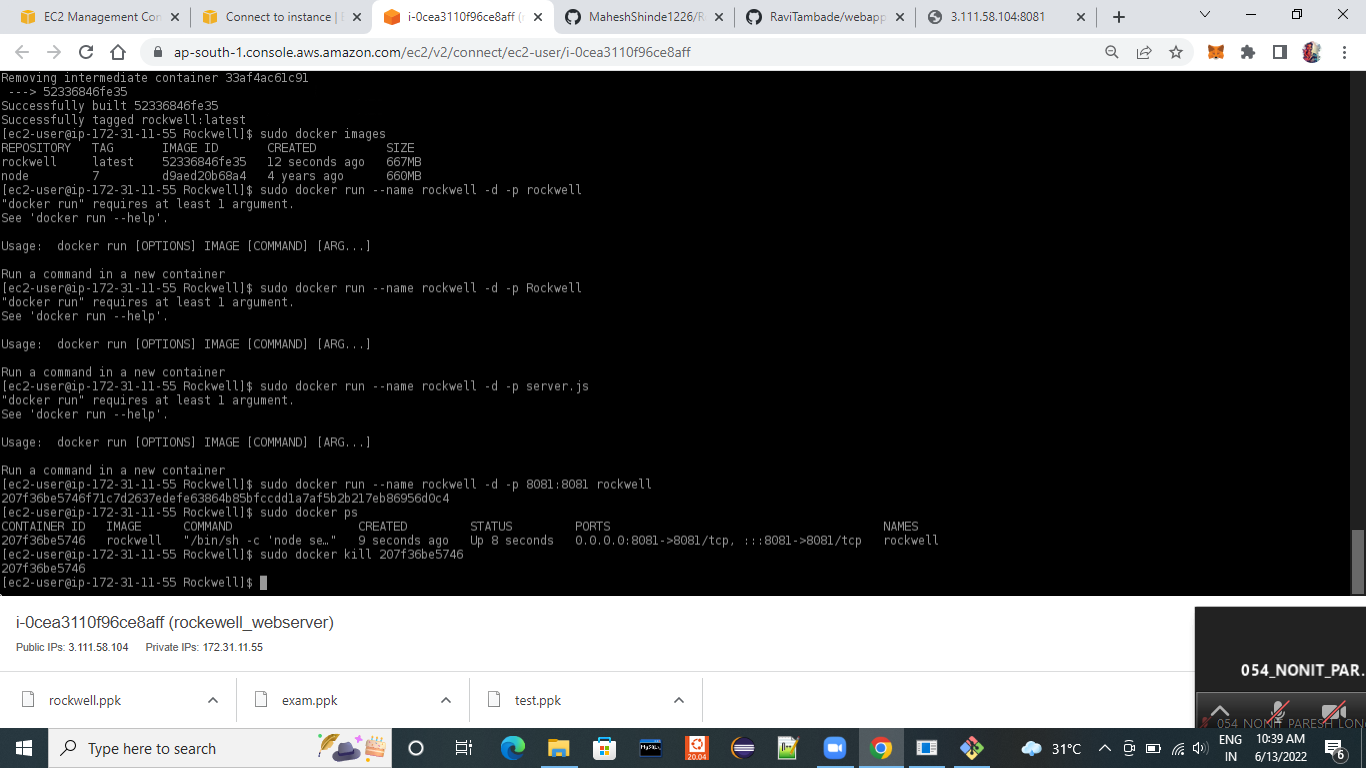 EC2 Management Con
Connect to instance | E
i-0cea3110f96ce8aff (r
MaheshShinde1226/R
RaviTambade/webapp
3.111.58.104:8081
ap-south-1.console.aws.amazon.com/ec2/v2/connect/ec2-user/i-0cea3110f96ce8aff
Removing intermediate container 33af4ac61c91
 ---> 52336846fe35
Successfully built 52336846fe35
Successfully tagged rockwell:latest
[ec2-user@ip-172-31-11-55 Rockwell]$ sudo docker images
REPOSITORY   TAG       IMAGE ID       CREATED          SIZE
rockwell     latest    52336846fe35   12 seconds ago   667MB
node         7         d9aed20b68a4   4 years ago      660MB
[ec2-user@ip-172-31-11-55 Rockwell]$ sudo docker run --name rockwell -d -p rockwell
"docker run" requires at least 1 argument.
See 'docker run --help'.
Usage:  docker run [OPTIONS] IMAGE [COMMAND] [ARG...]
Run a command in a new container
[ec2-user@ip-172-31-11-55 Rockwell]$ sudo docker run --name rockwell -d -p Rockwell
"docker run" requires at least 1 argument.
See 'docker run --help'.
Usage:  docker run [OPTIONS] IMAGE [COMMAND] [ARG...]
Run a command in a new container
[ec2-user@ip-172-31-11-55 Rockwell]$ sudo docker run --name rockwell -d -p server.js
"docker run" requires at least 1 argument.
See 'docker run --help'.
Usage:  docker run [OPTIONS] IMAGE [COMMAND] [ARG...]
Run a command in a new container
[ec2-user@ip-172-31-11-55 Rockwell]$ sudo docker run --name rockwell -d -p 8081:8081 rockwell
207f36be5746f71c7d2637edefe63864b85bfccdd1a7af5b2b217eb86956d0c4
[ec2-user@ip-172-31-11-55 Rockwell]$ sudo docker ps
CONTAINER ID   IMAGE      COMMAND                  CREATED         STATUS         PORTS                                       NAMES
207f36be5746   rockwell   "/bin/sh -c 'node se…"   9 seconds ago   Up 8 seconds   0.0.0.0:8081->8081/tcp, :::8081->8081/tcp   rockwell
[ec2-user@ip-172-31-11-55 Rockwell]$ sudo docker kill 207f36be5746
207f36be5746
[ec2-user@ip-172-31-11-55 Rockwell]$
i-0cea3110f96ce8aff (rockewell_webserver)
Public IPs: 3.111.58.104 Private IPs: 172.31.11.55
054_NONIT_PAR.
rockwell.ppk
exam.ppk
test.ppk
054_NONIT_PARESH_LON
Type here to search
MySQL
20.04
31°C
ENG
IN
10:39 AM
6/13/2022
6